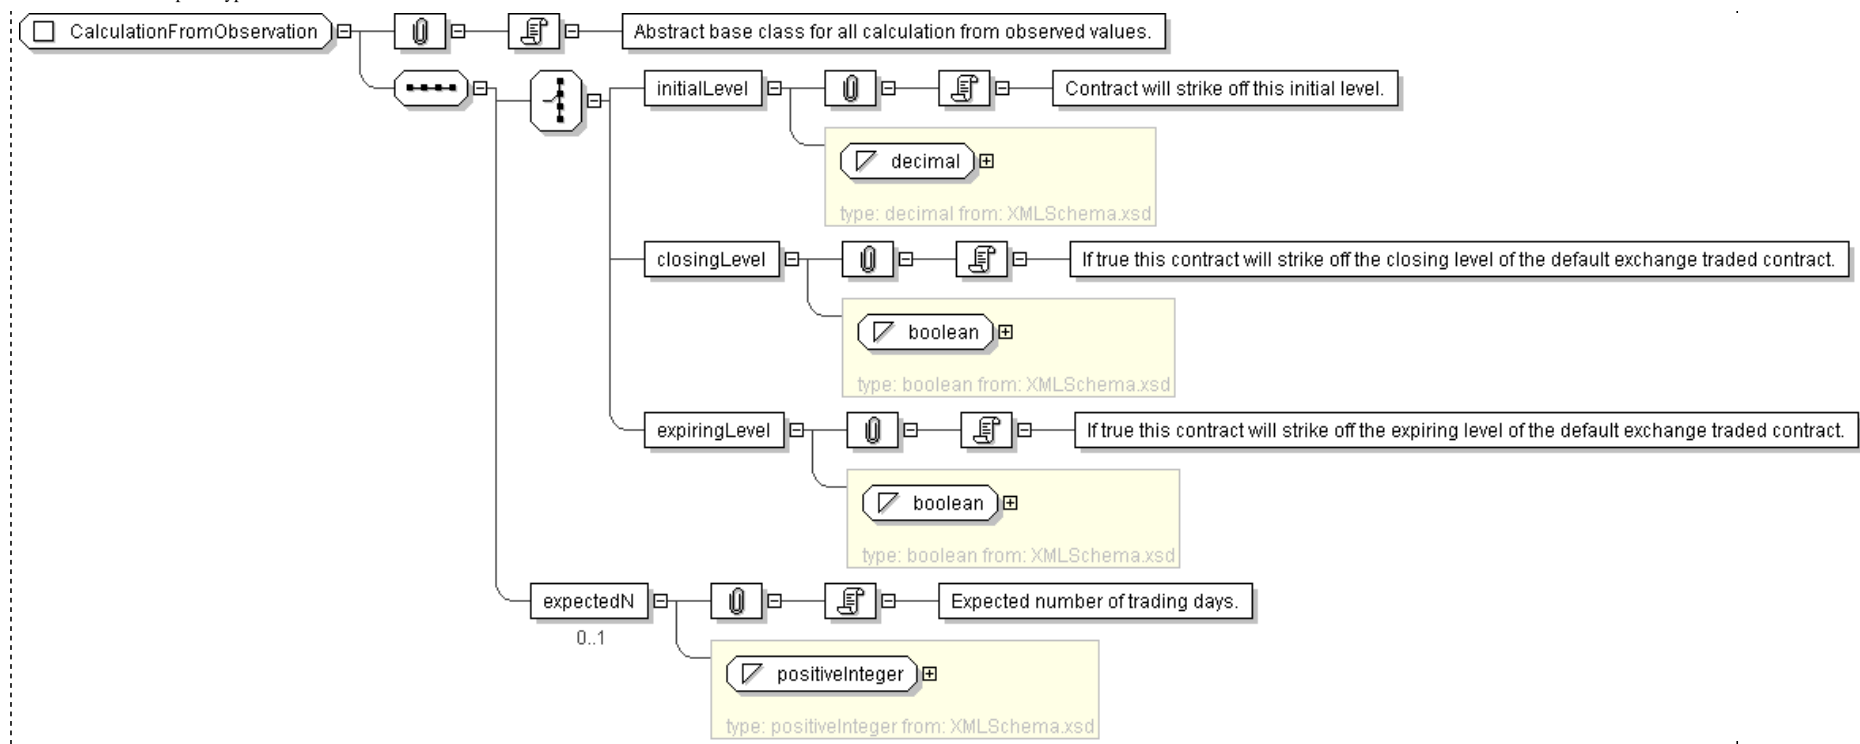 CalculationFromObservation
Abstract base class for all calculation from observed values.
initialLevel
Contract will strike off this initial level.
decimal
type: decimal from: XMLSchema.xsd
closingLevel
If true this contract will strike off the closing level of the default exchange traded contract.
boolean
type: boolean from: XMLSchema.xsd
expiringLevel
If true this contract will strike off the expiring level of the default exchange traded contract.
boolean
type: boolean from: XMLSchema.xsd
expectedN
Expected number of trading days.
0..1
positiveInteger
type: positiveInteger from: XMLSchema.xsd